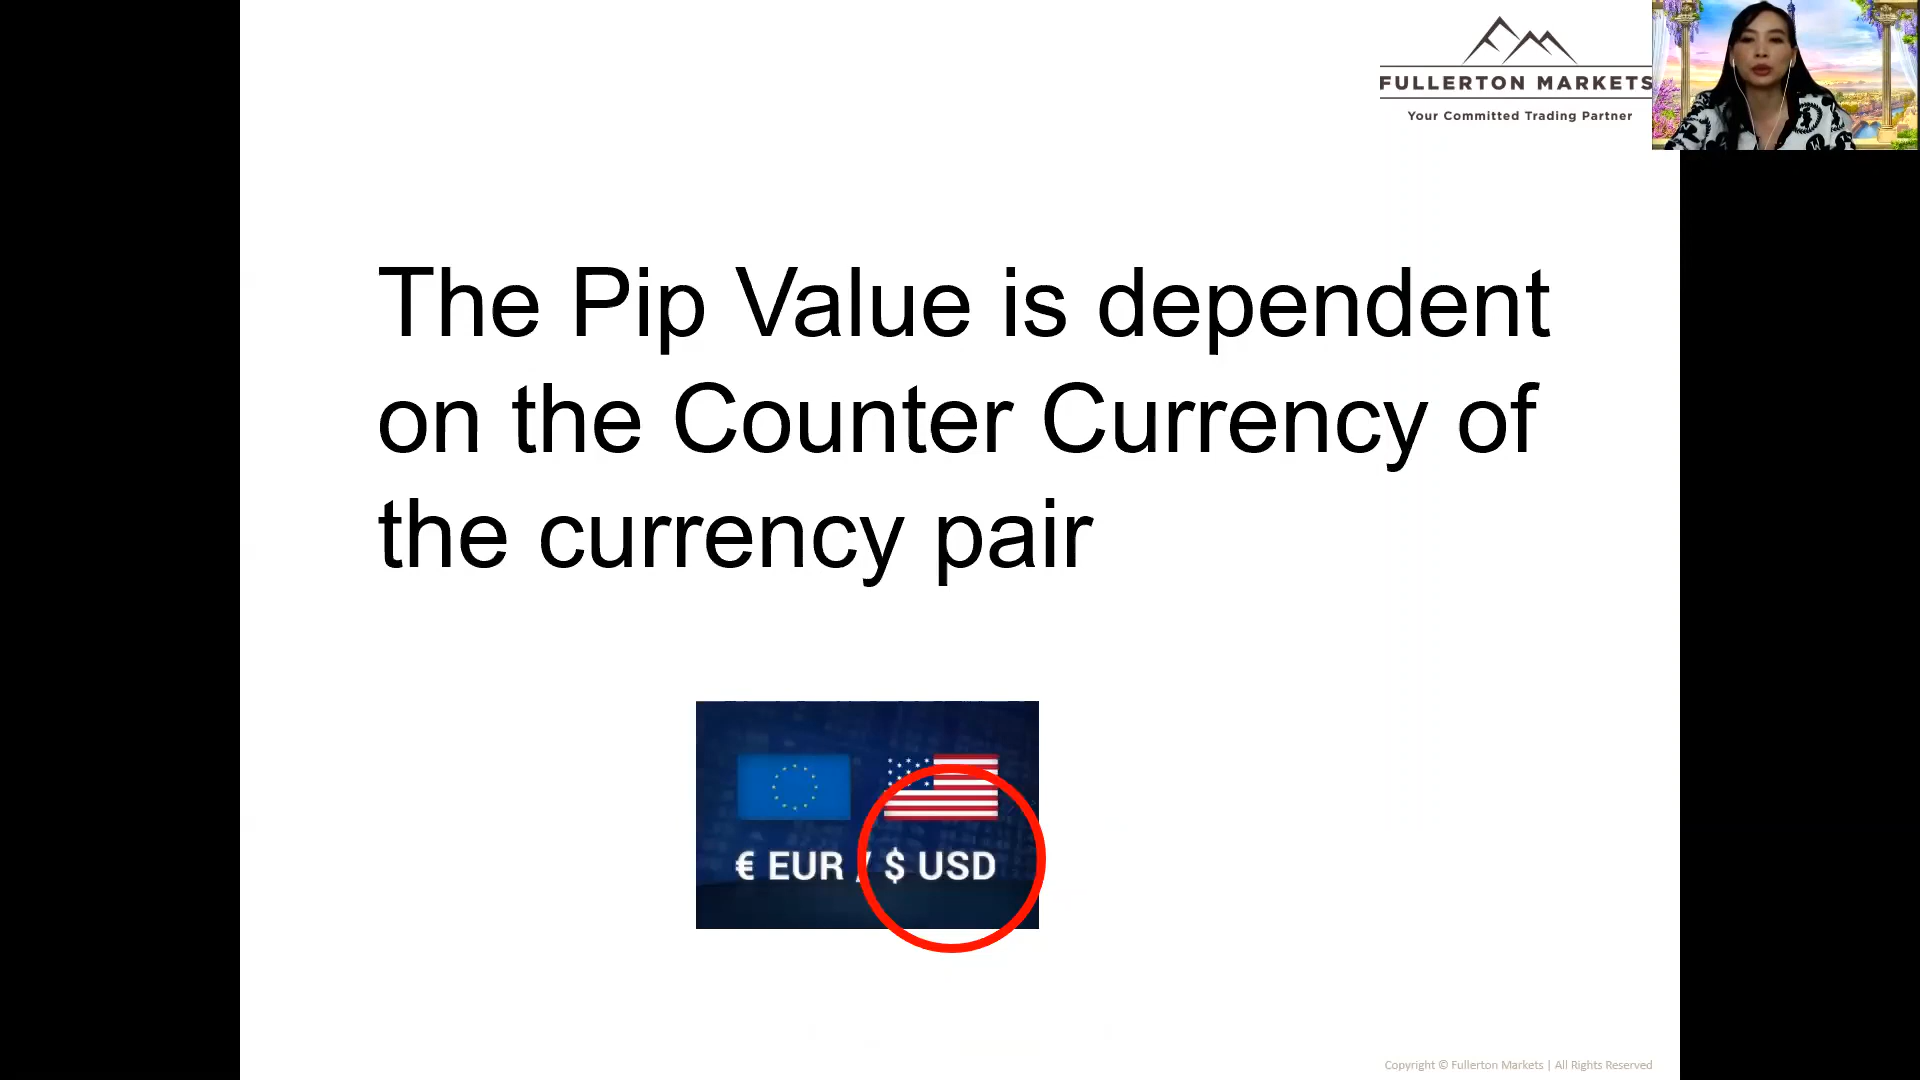 FULLERTON MARKETS
Your Committed Trading Partner
The Pip Value is dependent
on the Counter Currency of
the currency pair
€ EUR / $ USD
Copyright © Fullerton Markets | All Rights Reserved